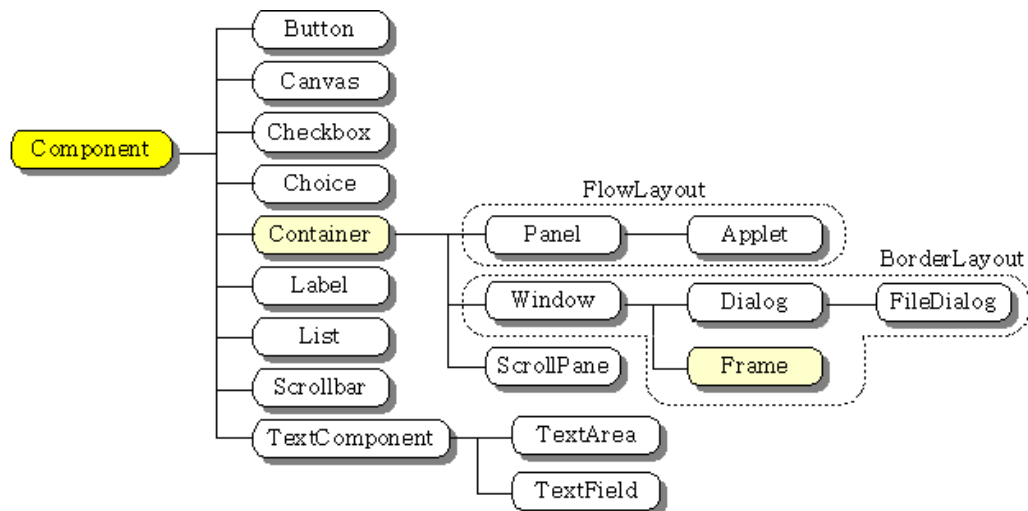 Button
Canvas
Checkbox
Component
Choice
FlowLayout
Container
Panel
Applet
BorderLayout
Label
Window
Dialog
FileDialog
List
ScrollPane
Frame
Scrollbar
TextComponent
TextArea
TextField